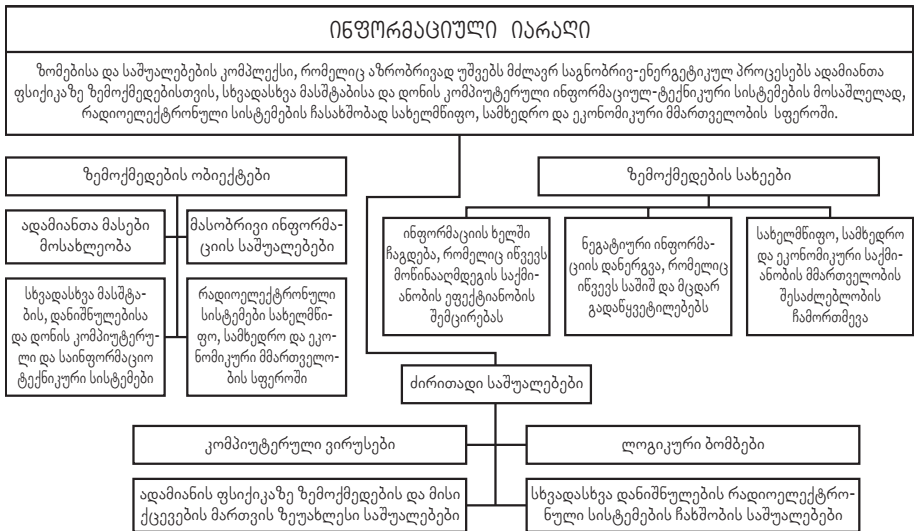 ინფორმაციული იარაღი
ზომებისა და საშუალებების კომპლექსი, რომელიც აზრობრივად უშვებს მძლავრ საგნობრივ-ენერგეტიკულ პროცესებს ადამიანთა
ფსიქიკაზე ზემოქმედებისთვის, სხვადასხვა მასშტაბისა და დონის კომპიუტერული ინფორმაციულ-ტექნიკური სისტემების მოსაშლელად,
რადიოელექტრონული სისტემების ჩასახშობად სახელმწიფო, სამხედრო და ეკონომიკური მმართველობის სფეროში.
ზემოქმედების ობიექტები
ადამიანთა მასები
მოსახლეობა
მასობრივი ინფორმა-
ციის საშუალებები
სხვადასხვა მასშტა-
ბის, დანიშნულებისა
და დონის კომპიუტერუ-
ლი და საინფორმაციო
ტექნიკური სისტემები
რადიოელექტრონული
სისტემები სახელმწი-
ფო, სამხედრო და ეკო-
ნომიკური მმართველო-
ბის სფეროში
ზემოქმედების სახეები
ინფორმაციის ხელში
ჩაგდება, რომელიც იწვევს
მოწინააღმდეგის საქმი-
ანობის ეფექტიანობის
შემცირებას
ნეგატიური ინფორმა-
ციის დანერგვა, რომელიც
იწვევს საშიშ და მცდარ
გადაწყვეტილებებს
სახელმწიფო, სამხედრო
და ეკონომიკური საქმი-
ანობის მმართველობის
შესაძლებლობის
ჩამორთმევა
ძირითადი საშუალებები
კომპიუტერული ვირუსები
ლოგიკური ბომბები
ადამიანის ფსიქიკაზე ზემოქმედების და მისი
ქცევების მართვის ზეუახლესი საშუალებები
სხვადასხვა დანიშნულების რადიოელექტრო-
ნული სისტემების ჩახშობის საშუალებები